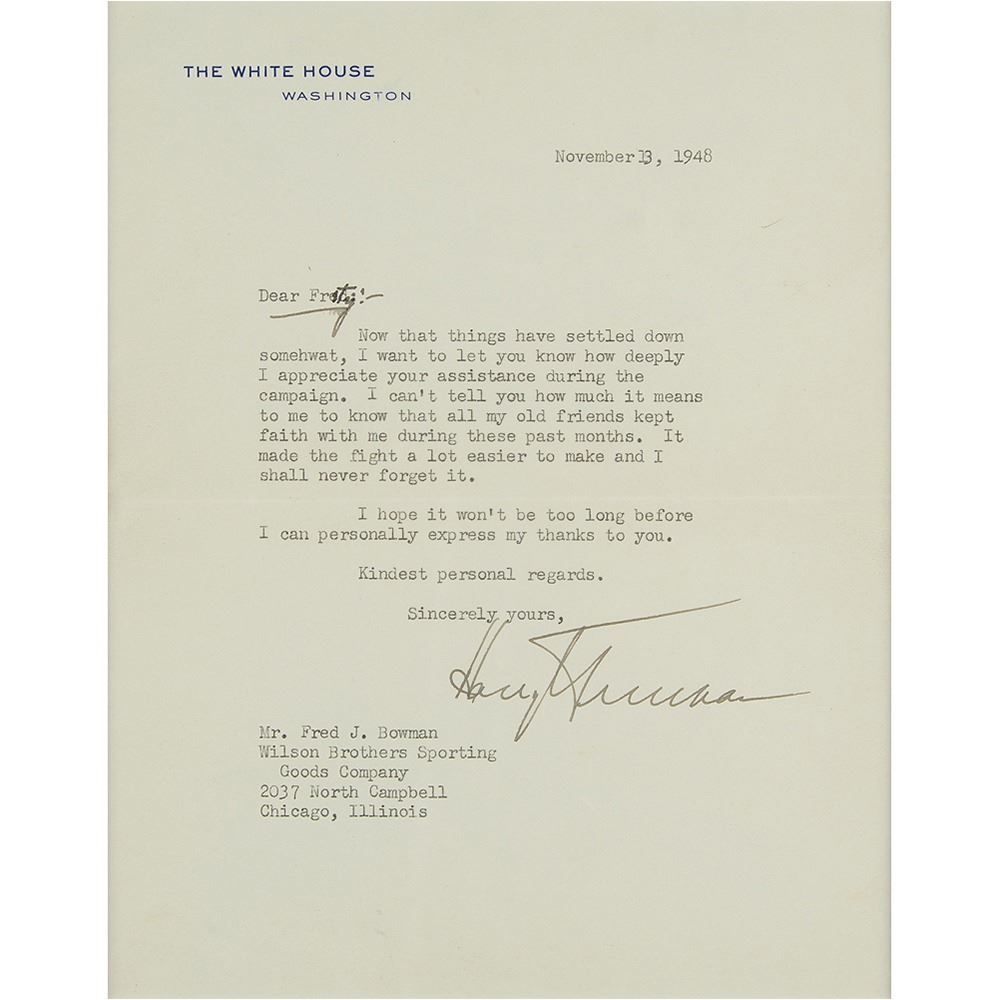 THE WHITE HOUSE
WASHINGTON
November 13, 1948
Dear Frosty:-
Now that things have settled down
somehwat, I want to let you know how deeply
I appreciate your assistance during the
campaign. I can't tell you how much it means
to me to know that all my old friends kept
faith with me during these past months. It
made the fight a lot easier to make and I
shall never forget it.
I hope it won't be too long before
I can personally express my thanks to you.
Kindest personal regards.
Sincerely yours,
Harry Truman
Mr. Fred J. Bowman
Wilson Brothers Sporting
Goods Company
2037 North Campbell
Chicago, Illinois